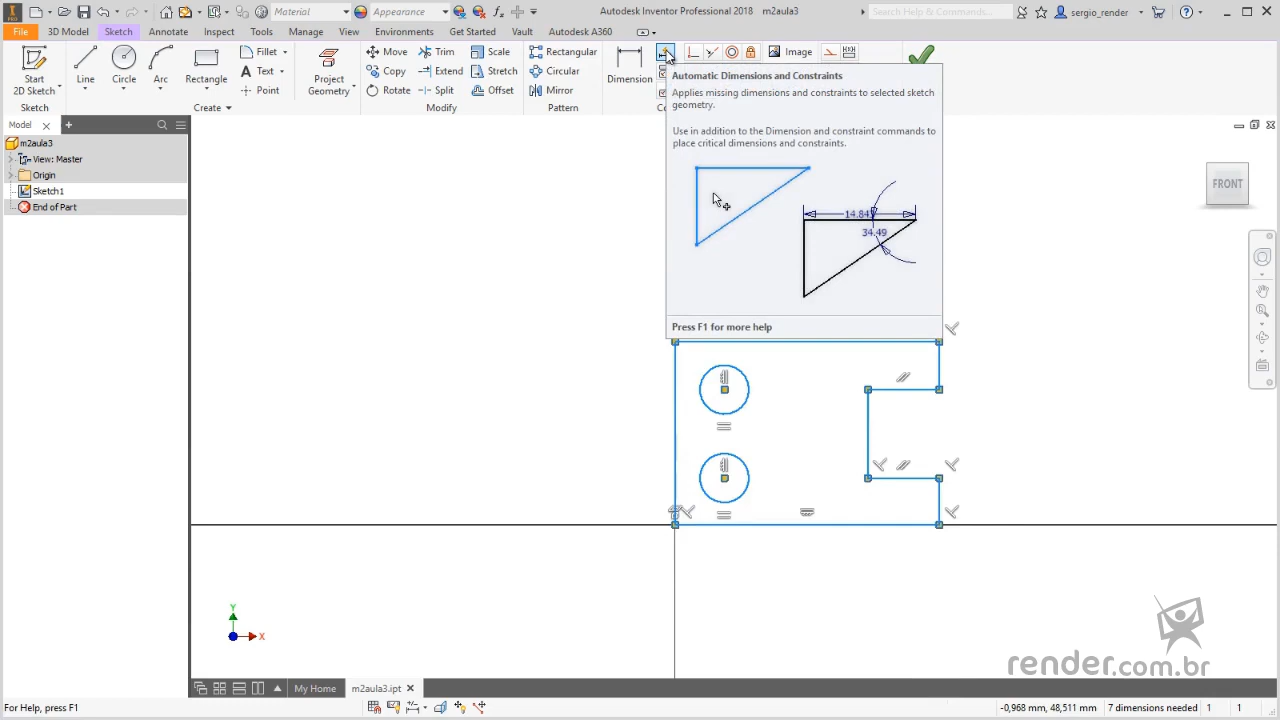 PRO
Material
Appearance
Autodesk Inventor Professional 2018 m2aula3
Search Help & Commands...
sergio_render
File
3D Model
Sketch
Annotate
Inspect
Tools
Manage
View
Environments
Get Started
Vault
Autodesk A360
Start
2D Sketch
Line
Circle
Arc
Rectangle
Fillet
Text
Point
Project
Geometry
Move
Copy
Rotate
Trim
Extend
Split
Scale
Stretch
Offset
Rectangular
Circular
Mirror
Dimension
Image
Sketch
Create
Modify
Pattern
Automatic Dimensions and Constraints
Applies missing dimensions and constraints to selected sketch
geometry.
Use in addition to the Dimension and constraint commands to
place critical dimensions and constraints.
34.49
Press F1 for more help
Model
m2aula3
View: Master
Origin
Sketch1
End of Part
FRONT
Y
X
render.com.br
My Home
m2aula3.ipt
For Help, press F1
-0,968 mm, 48,511 mm
7 dimensions needed
1
1